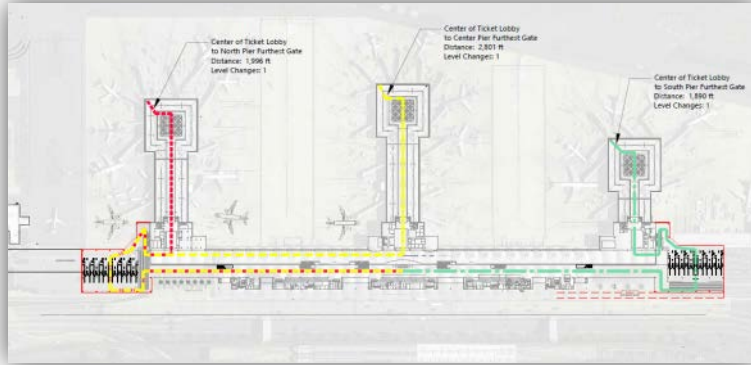 Center of Ticket Lobby
to North Pier Furthest Gate
Distance: 1,996 ft
Level Changes: 1
Center of Ticket Lobby
to Center Pier Furthest Gate
Distance: 2,801 ft
Level Changes: 1
Center of Ticket Lobby
to South Pier Furthest Gate
Distance: 1,890 ft
Level Changes: 1